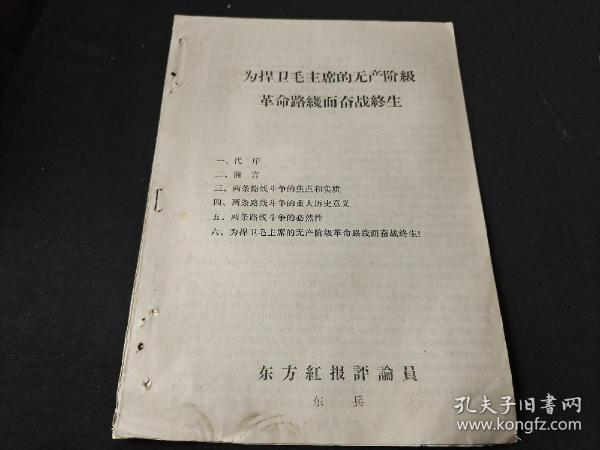 为捍卫毛主席的无产阶級
革命路綫而奋战終生
一、代序
二、前言
三、两条路线斗争的焦点和实质
四、两条路线斗争的重大历史意义
五、两条路线斗争的必然性
六、为捍卫毛主席的无产阶級革命路线而奋战终生！
东方紅报評論員
东兵
孔夫子旧書网
www.kongfz.com